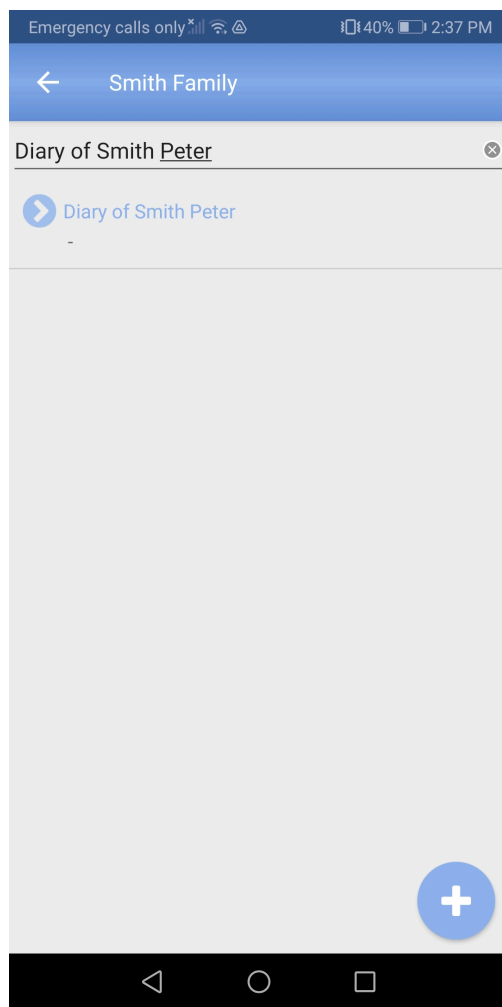 Emergency calls only 40% 2:37 PM
Smith Family
Diary of Smith Peter
Diary of Smith Peter
-